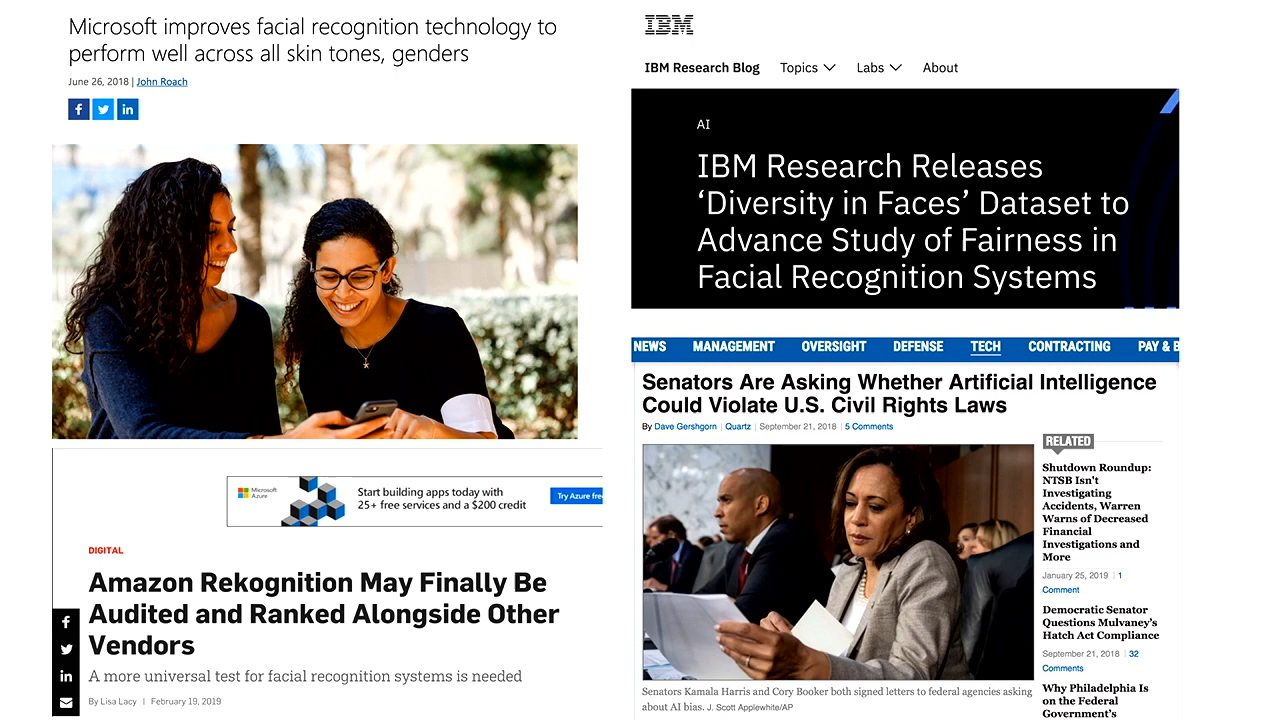 Microsoft improves facial recognition technology to
perform well across all skin tones, genders
June 26, 2018 | John Roach
Microsoft
Azure
Start building apps today with
25+ free services and a $200 credit
Try Azure fre
DIGITAL
Amazon Rekognition May Finally Be
Audited and Ranked Alongside Other
Vendors
A more universal test for facial recognition systems is needed
By Lisa Lacy | February 19, 2019
IBM
IBM Research Blog Topics Labs About
AI
IBM Research Releases
‘Diversity in Faces’ Dataset to
Advance Study of Fairness in
Facial Recognition Systems
NEWS MANAGEMENT OVERSIGHT DEFENSE TECH CONTRACTING PAY & B
Senators Are Asking Whether Artificial Intelligence
Could Violate U.S. Civil Rights Laws
By Dave Gershgorn | Quartz | September 21, 2018 | 5 Comments
Senators Kamala Harris and Cory Booker both signed letters to federal agencies asking
about AI bias. J. Scott Applewhite/AP
RELATED
Shutdown Roundup:
NTSB Isn't
Investigating
Accidents, Warren
Warns of Decreased
Financial
Investigations and
More
January 25, 2019 | 1
Comment
Democratic Senator
Questions Mulvaney's
Hatch Act Compliance
September 21, 2018 | 32
Comments
Why Philadelphia Is
on the Federal
Government's